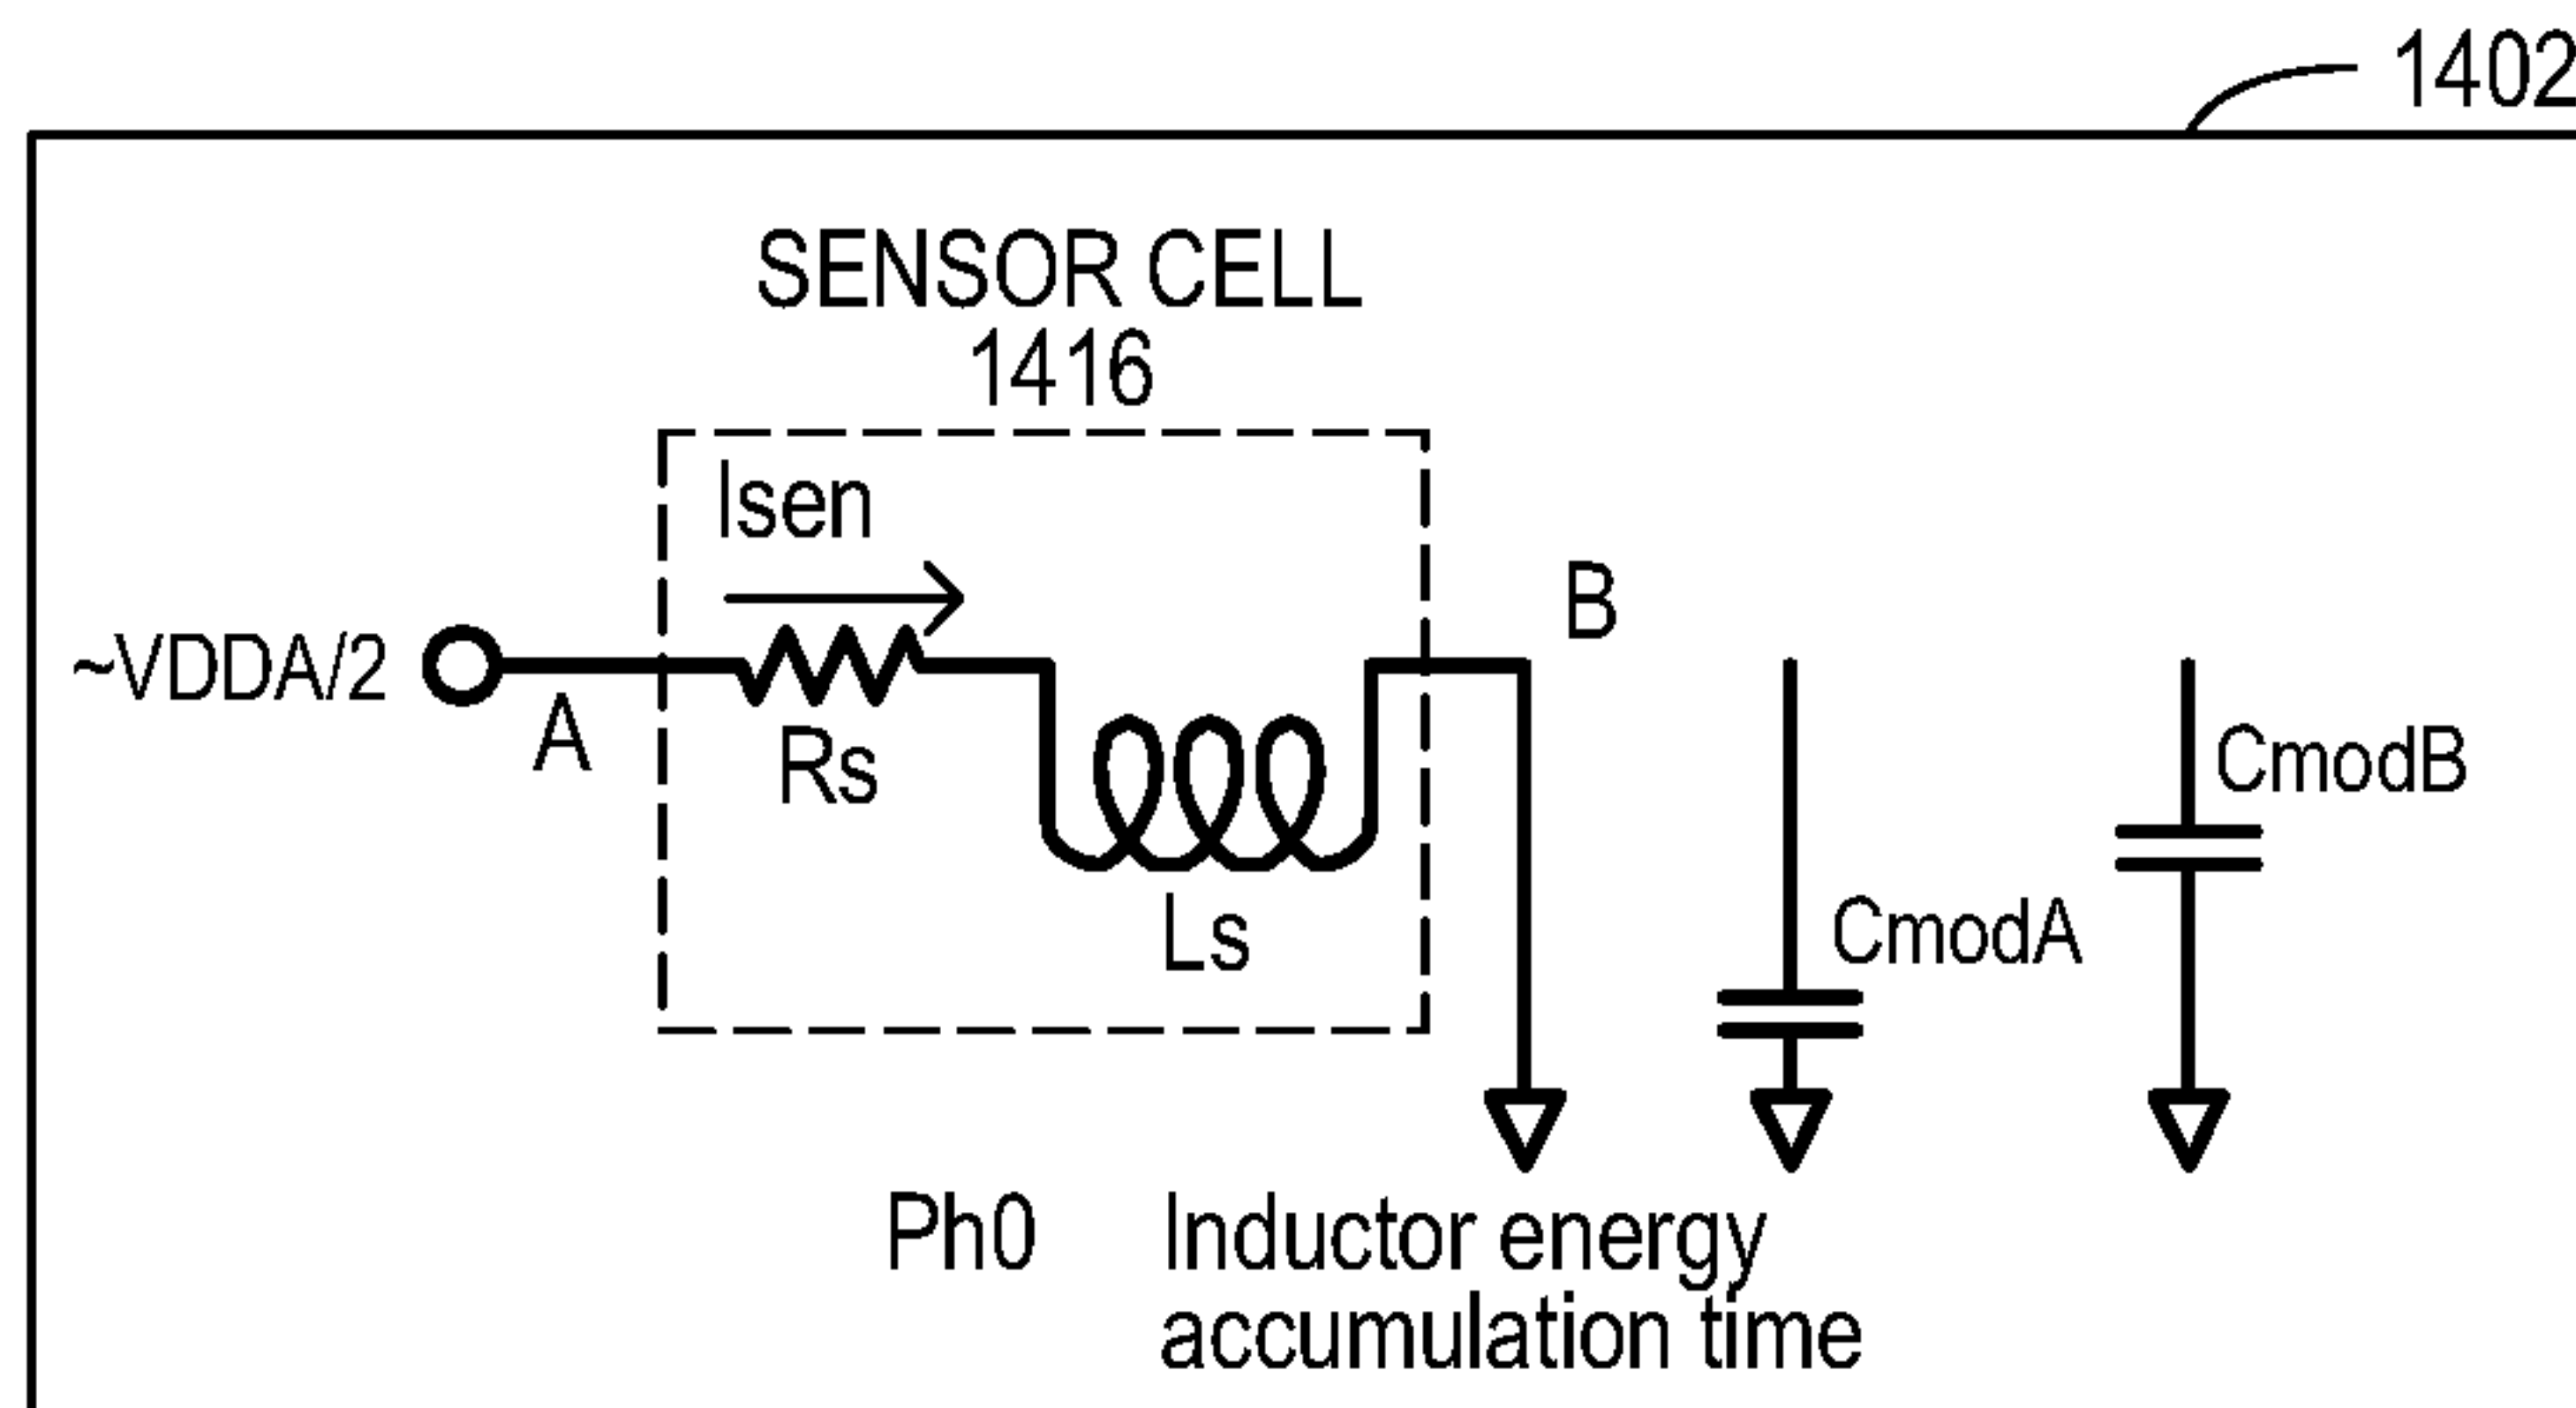 1402
SENSOR CELL
1416
Isen
B
~VDDA/2
A
Rs
CmodB
Ls
CmodA
Ph0 Inductor energy
accumulation time